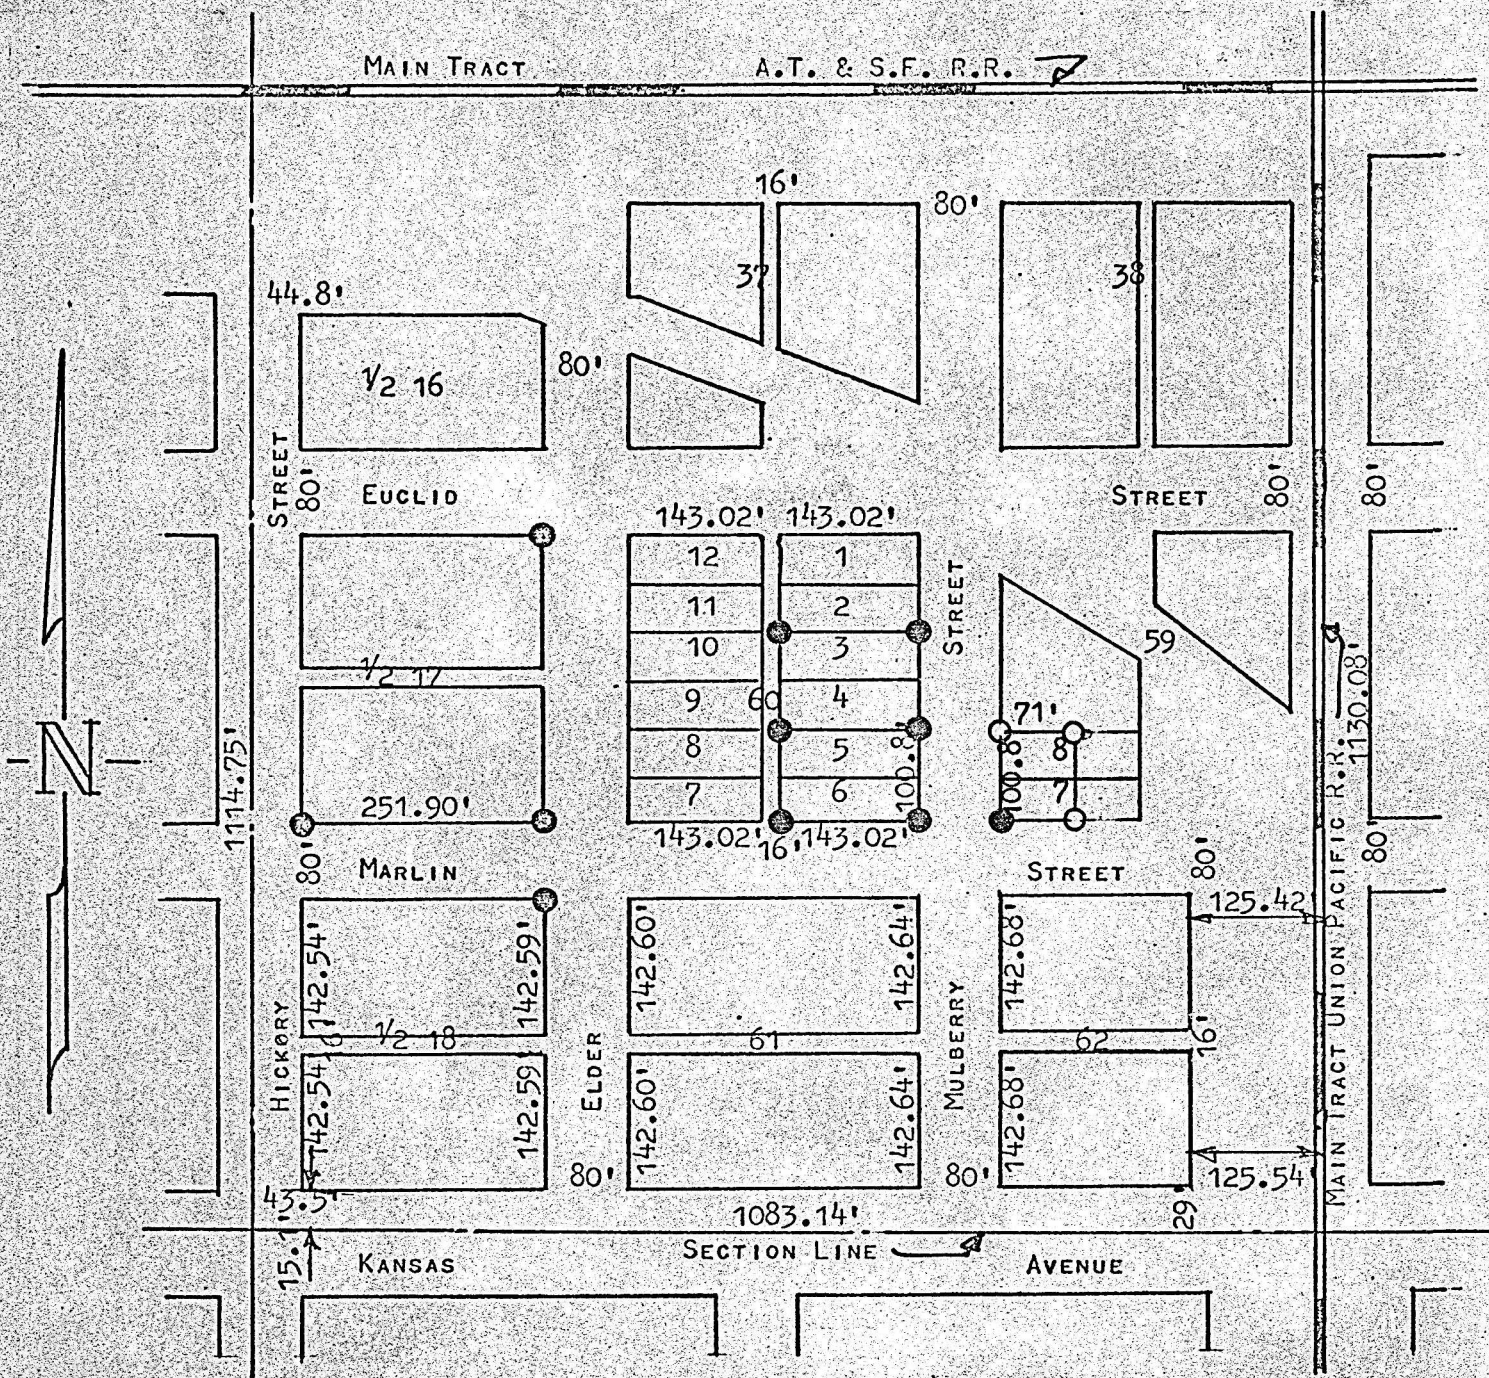 MAIN TRACT A.T. & S.F. R.R.
16'
80'
44.8'
37
38
1/2 16
80'
STREET
80'
EUCLID
STREET
80'
80'
143.02' 143.02'
12 1
11 2
10 3
9 60 4
8 5
7 6
100.8'
143.02' 16' 143.02'
STREET
59
71'
100.8'
8
7
1/2 17
251.90'
1114.75'
N
1130.08'
80'
MARLIN
STREET
80'
80'
125.42
142.54'
142.59'
142.60'
142.64'
142.68'
HICKORY
1/2 18
ELDER
61
MULBERRY
62
16'
142.54
142.59'
142.60'
142.64'
142.68'
MAIN TRACT UNION PACIFIC R.R.
80'
80'
125.54'
43.5'
29'
1083.14'
SECTION LINE
KANSAS
AVENUE